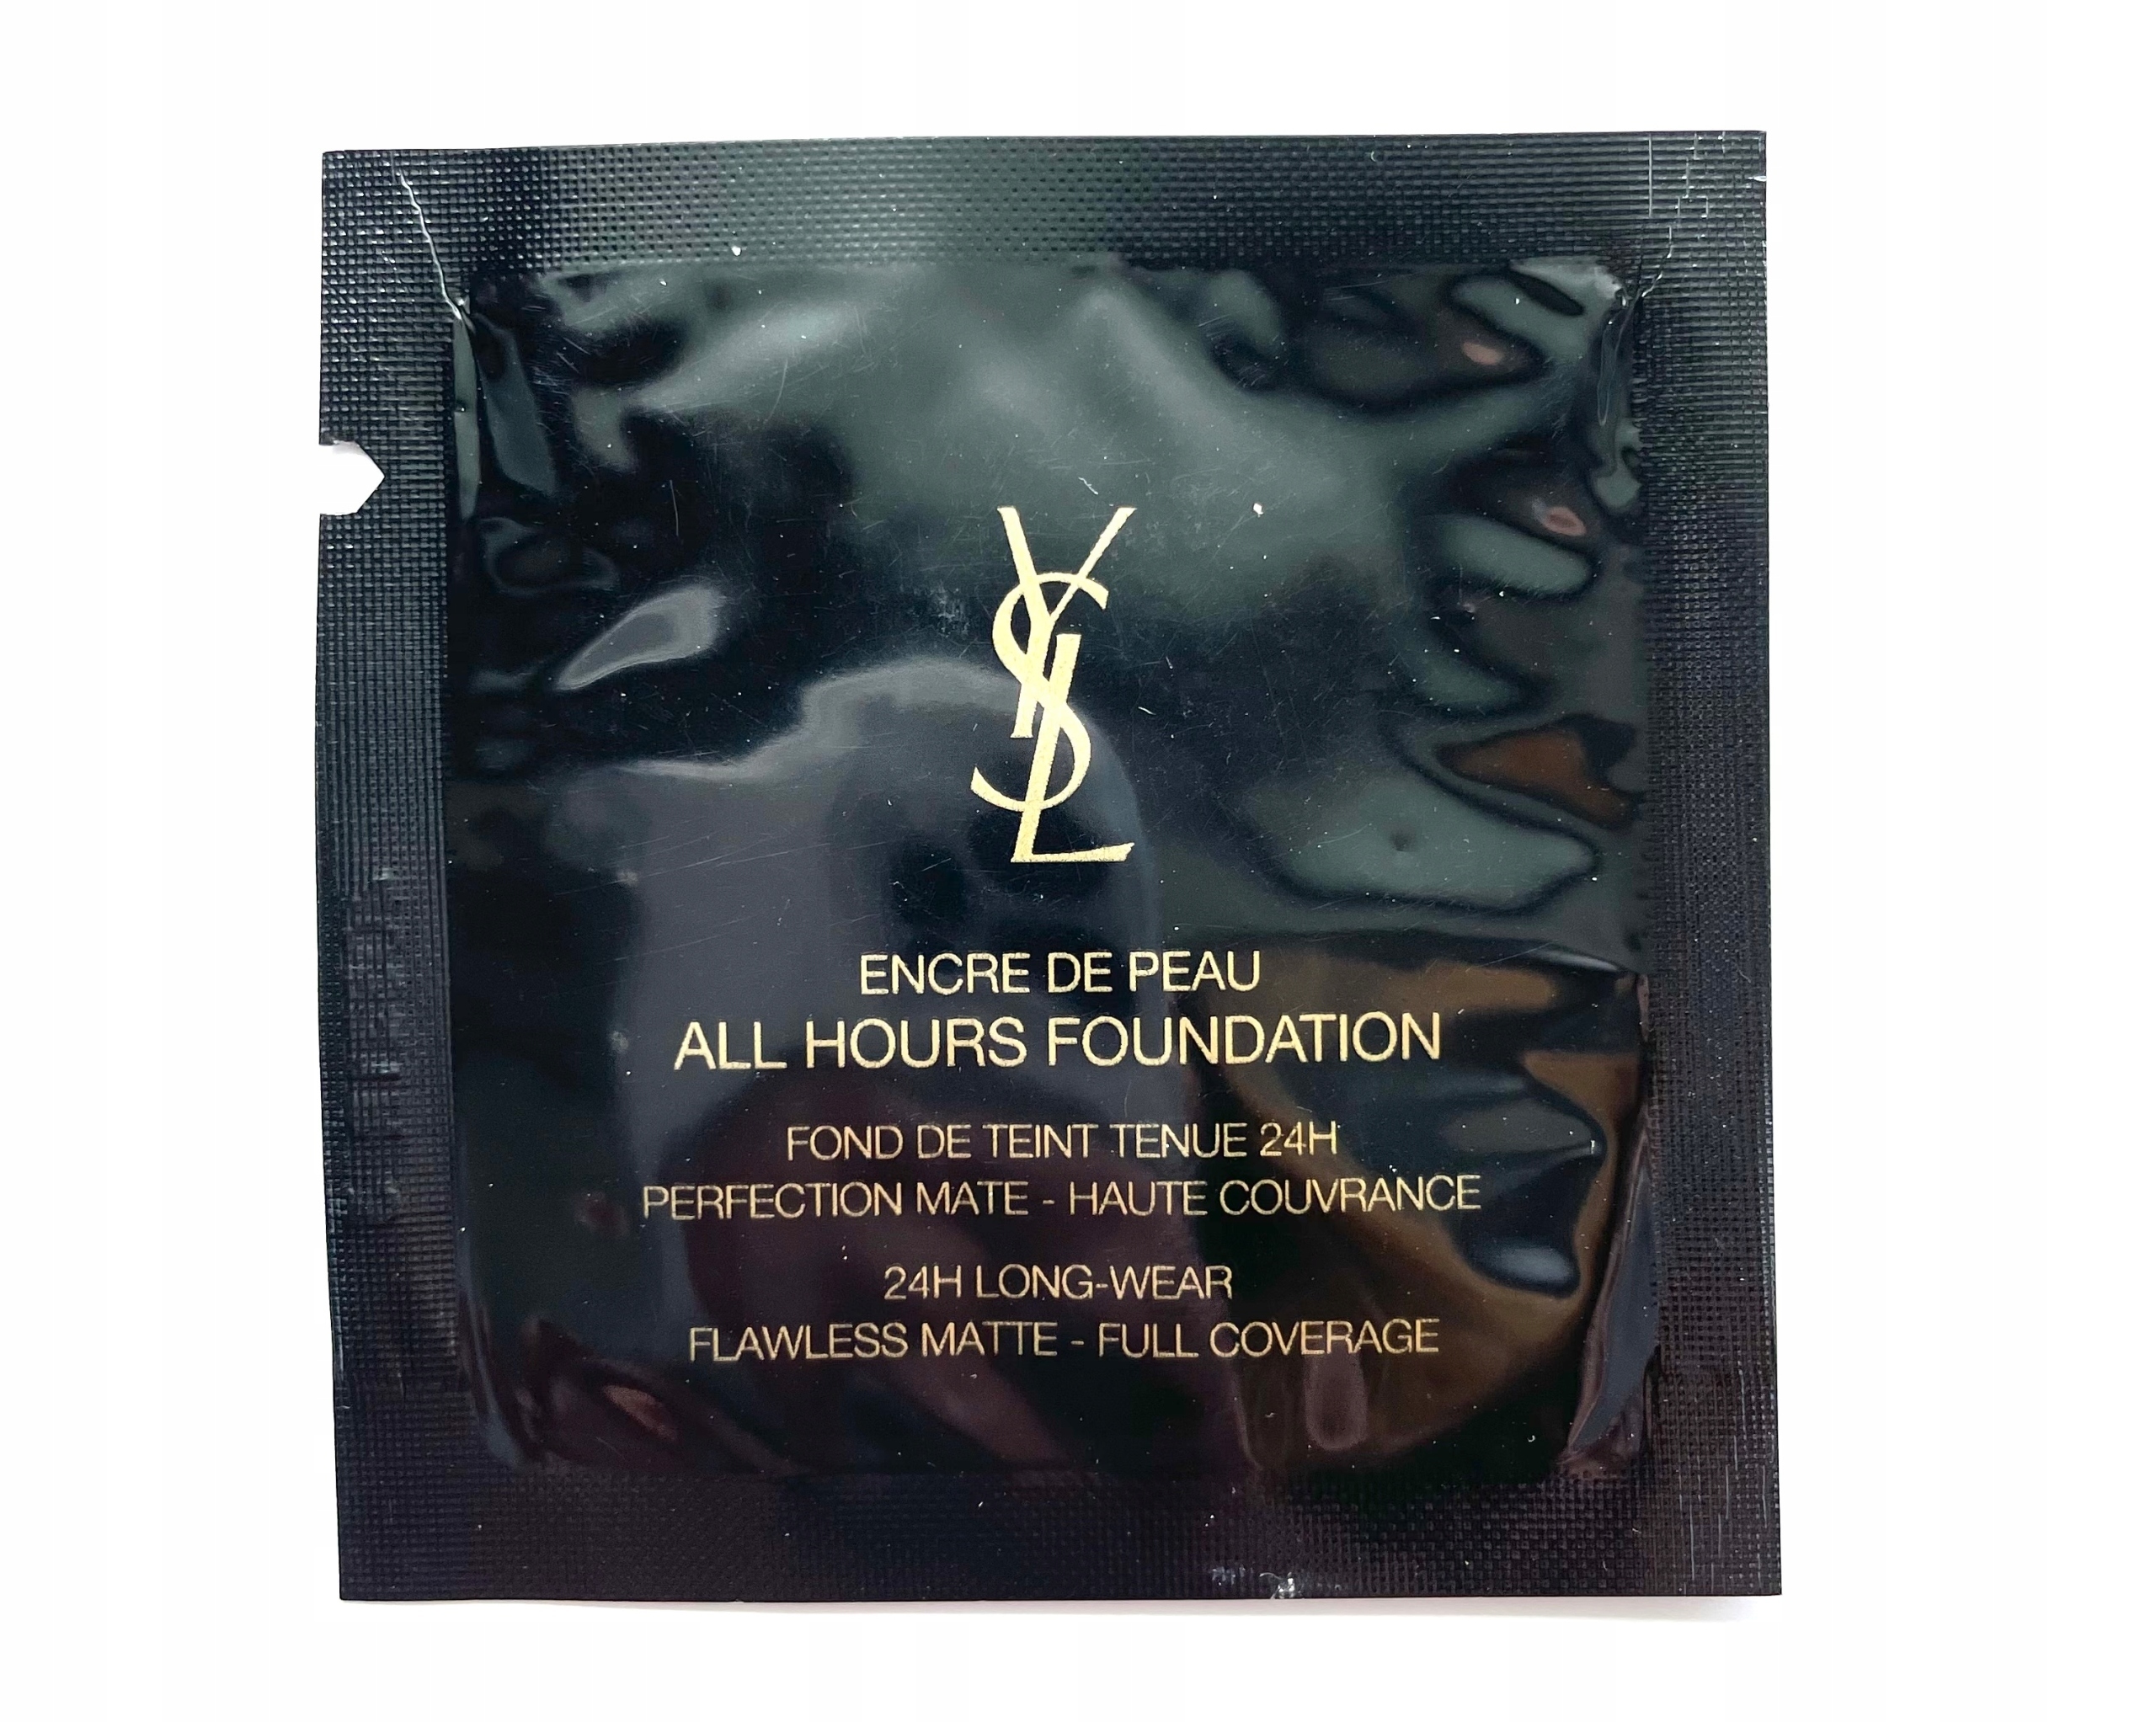 YSL
ENCRE DE PEAU
ALL HOURS FOUNDATION
FOND DE TEINT TENUE 24H
PERFECTION MATE - HAUTE COUVRANCE
24H LONG-WEAR
FLAWLESS MATTE - FULL COVERAGE